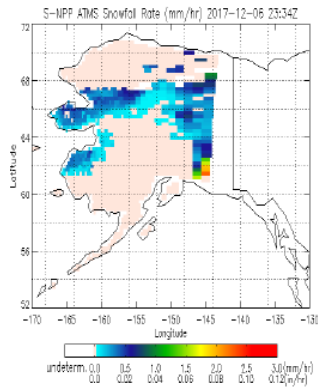 S-NPP ATMS Snowfall Rate (mm/hr) 2017-12-06 23:34Z
72
68
64
60
56
52
Latitude
-170 -165 -160 -155 -150 -145 -140 -135 -130
Longitude
undeterm. 0.0 0.5 1.0 1.5 2.0 2.5 3.0(mm/hr)
0.0 0.02 0.04 0.06 0.08 0.10 0.12(in/hr)